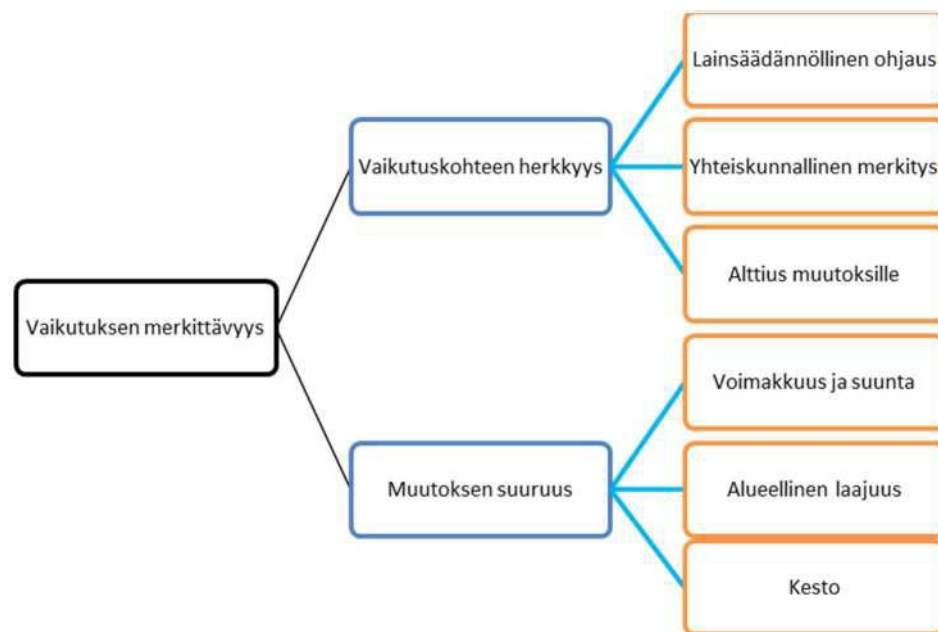 Lainsäädännöllinen ohjaus
Vaikutuskohteen herkkyys
Yhteiskunnallinen merkitys
Alttius muutoksille
Vaikutuksen merkittävyys
Voimakkuus ja suunta
Muutoksen suuruus
Alueellinen laajuus
Kesto